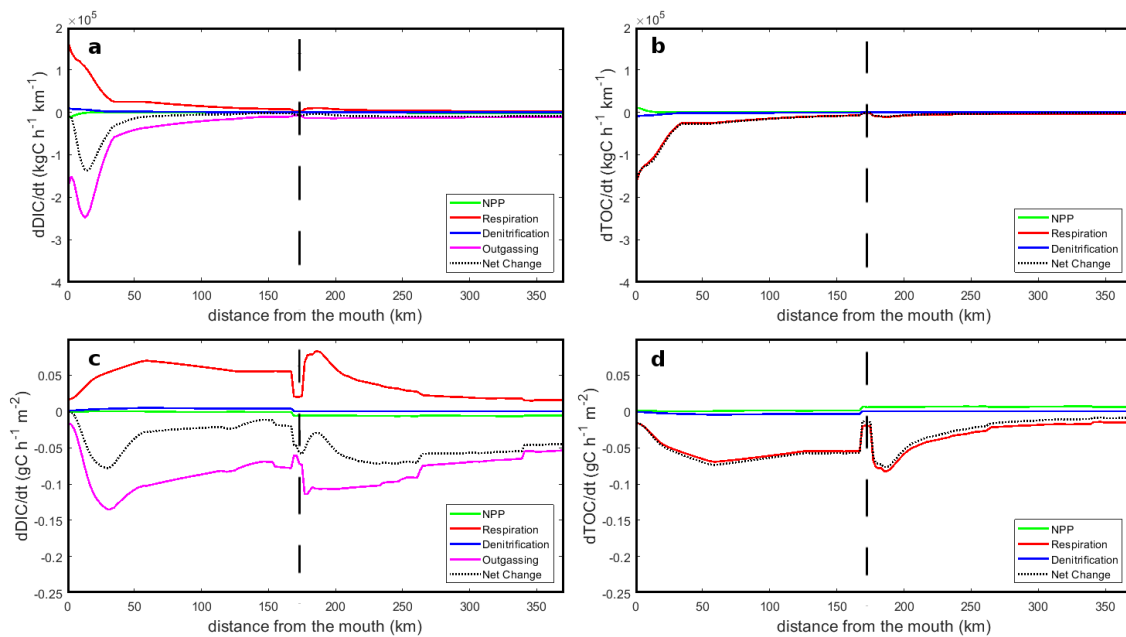 ×10⁵
2
1
0
-1
-2
-3
-4
dDIC/dt (kgC h⁻¹ km⁻¹)
a
NPP
Respiration
Denitrification
Outgassing
Net Change
0 50 100 150 200 250 300 350
distance from the mouth (km)
×10⁵
2
1
0
-1
-2
-3
-4
dTOC/dt (kgC h⁻¹ km⁻¹)
b
NPP
Respiration
Denitrification
Net Change
0 50 100 150 200 250 300 350
distance from the mouth (km)
0.05
0
-0.05
-0.1
-0.15
-0.2
-0.25
dDIC/dt (gC h⁻¹ m⁻²)
c
NPP
Respiration
Denitrification
Outgassing
Net Change
0 50 100 150 200 250 300 350
distance from the mouth (km)
0.05
0
-0.05
-0.1
-0.15
-0.2
-0.25
dTOC/dt (gC h⁻¹ m⁻²)
d
NPP
Respiration
Denitrification
Net Change
0 50 100 150 200 250 300 350
distance from the mouth (km)